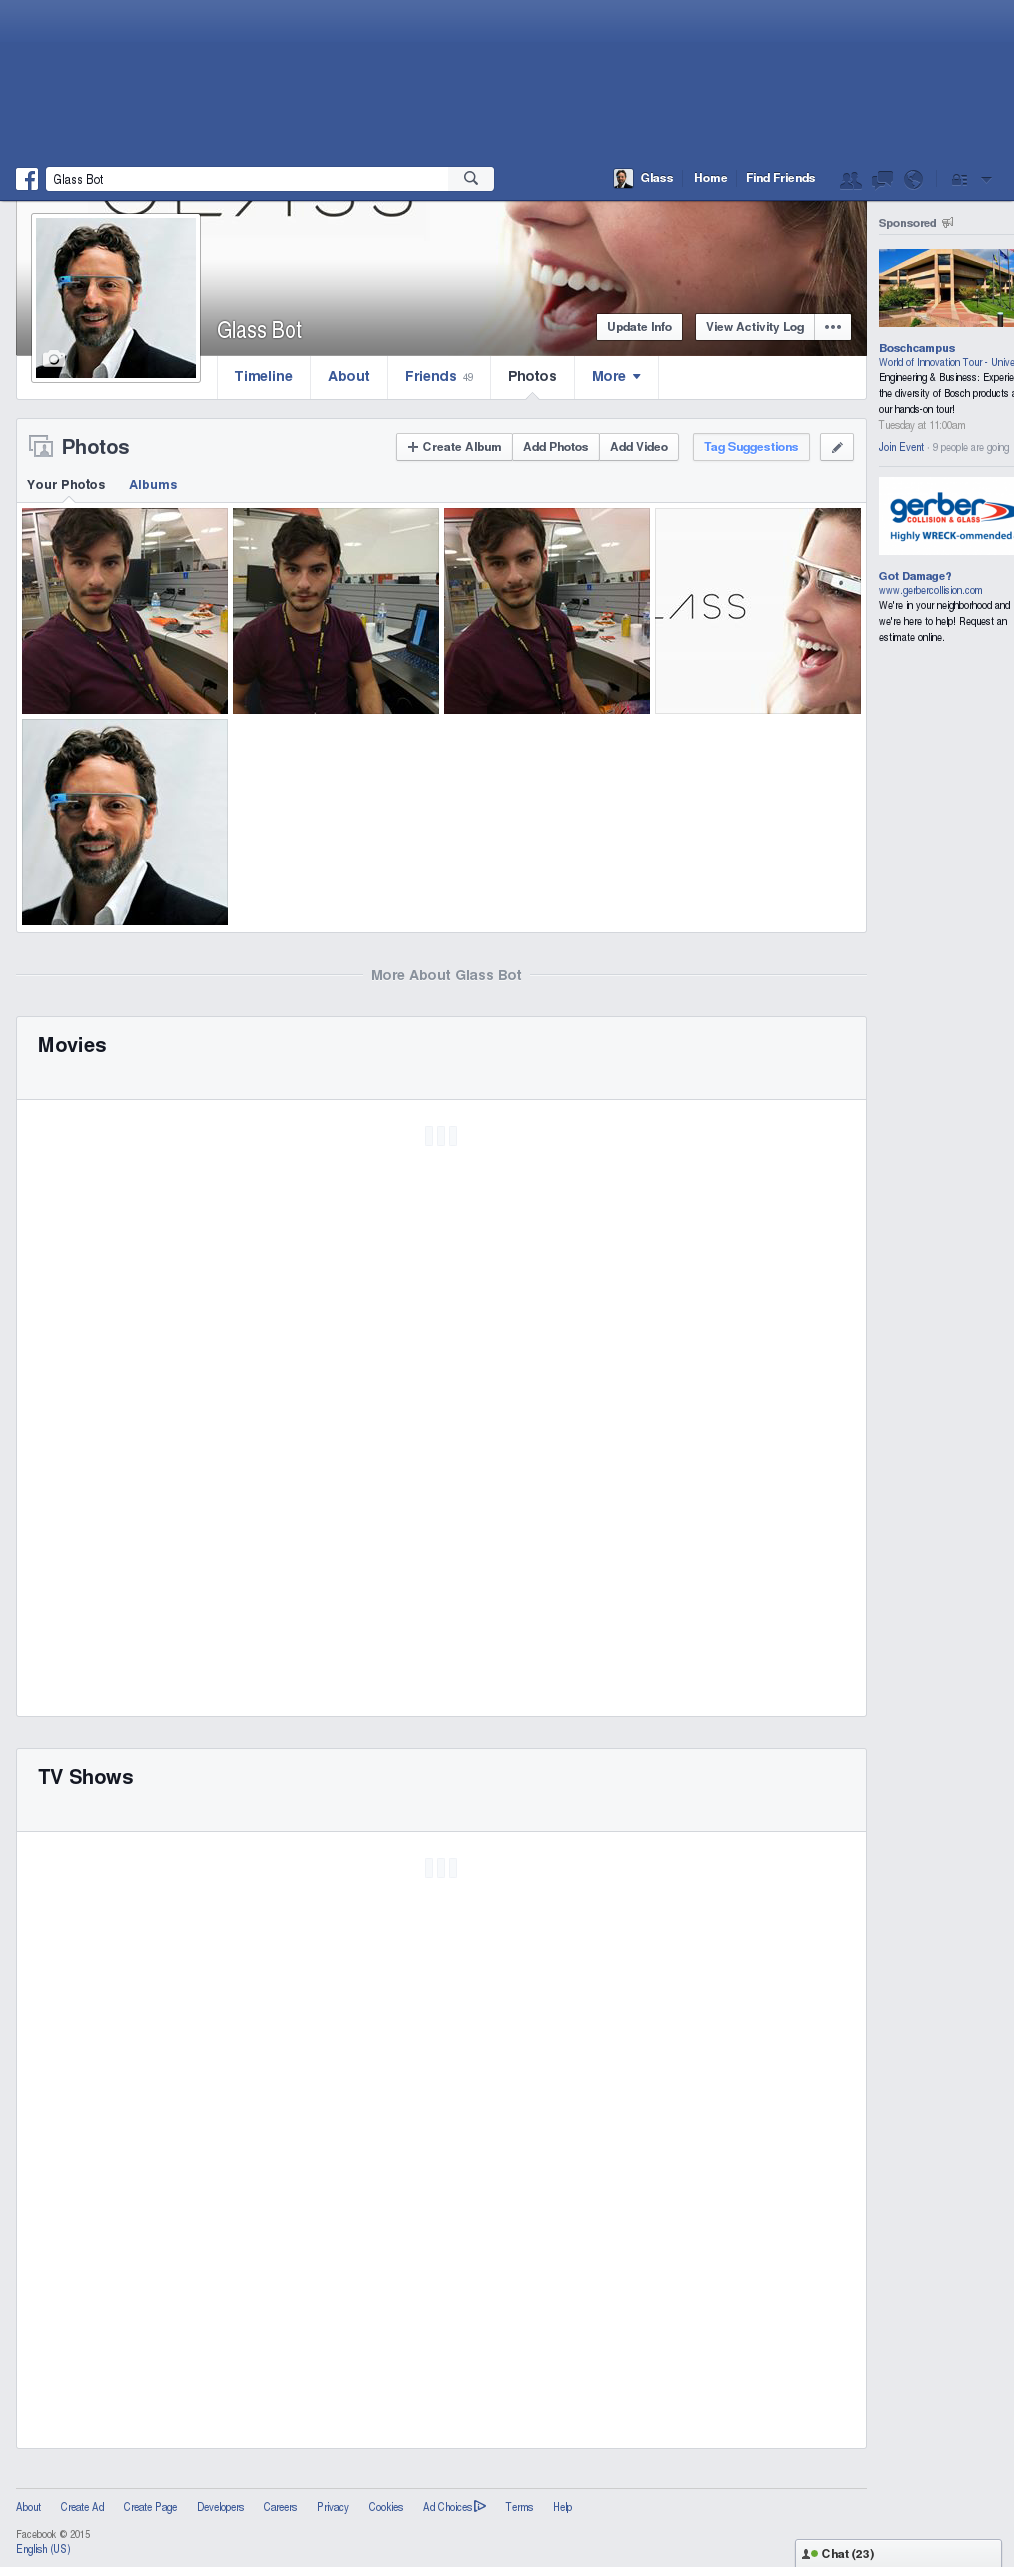 Glass Bot
Glass Home Find Friends
GLASS
Glass Bot
Update Info
View Activity Log
Timeline
About
Friends 49
Photos
More
Photos
+ Create Album
Add Photos
Add Video
Tag Suggestions
Your Photos
Albums
LASS
More About Glass Bot
Movies
TV Shows
Sponsored
Boschcampus
World of Innovation Tour - Unive
Engineering & Business: Experie
the diversity of Bosch products a
our hands-on tour!
Tuesday at 11:00am
Join Event · 9 people are going
gerber
COLLISION & GLASS
Highly WRECK-ommended
Got Damage?
www.gerbercollision.com
We're in your neighborhood and
we're here to help! Request an
estimate online.
About Create Ad Create Page Developers Careers Privacy Cookies Ad Choices Terms Help
Facebook © 2015
English (US)
Chat (23)